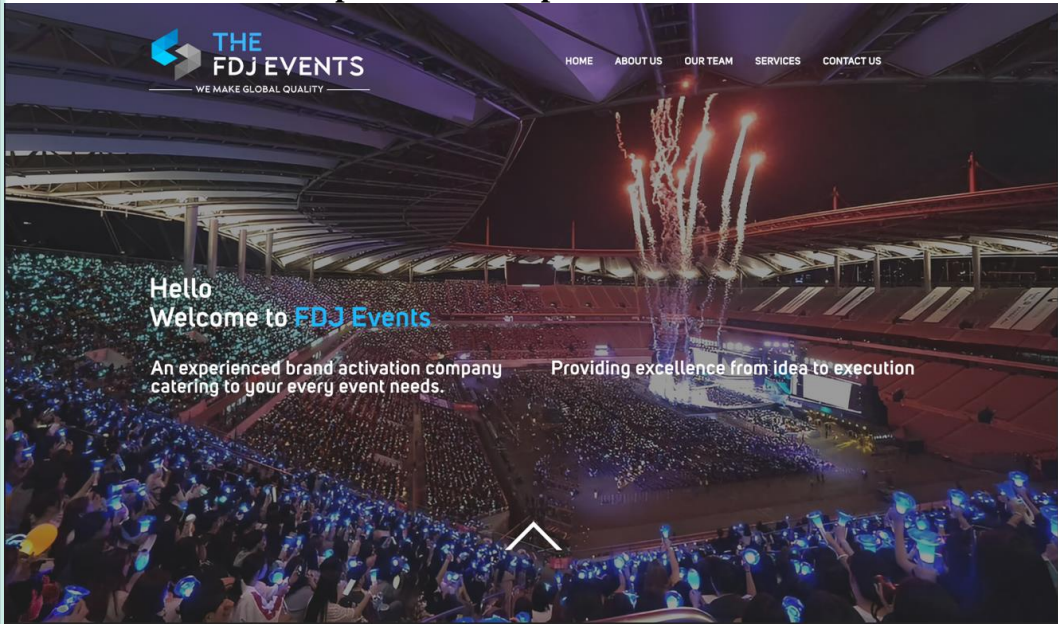 THE
FDJ EVENTS
WE MAKE GLOBAL QUALITY
HOME ABOUT US OUR TEAM SERVICES CONTACT US
Hello
Welcome to FDJ Events
An experienced brand activation company
catering to your every event needs.
Providing excellence from idea to execution